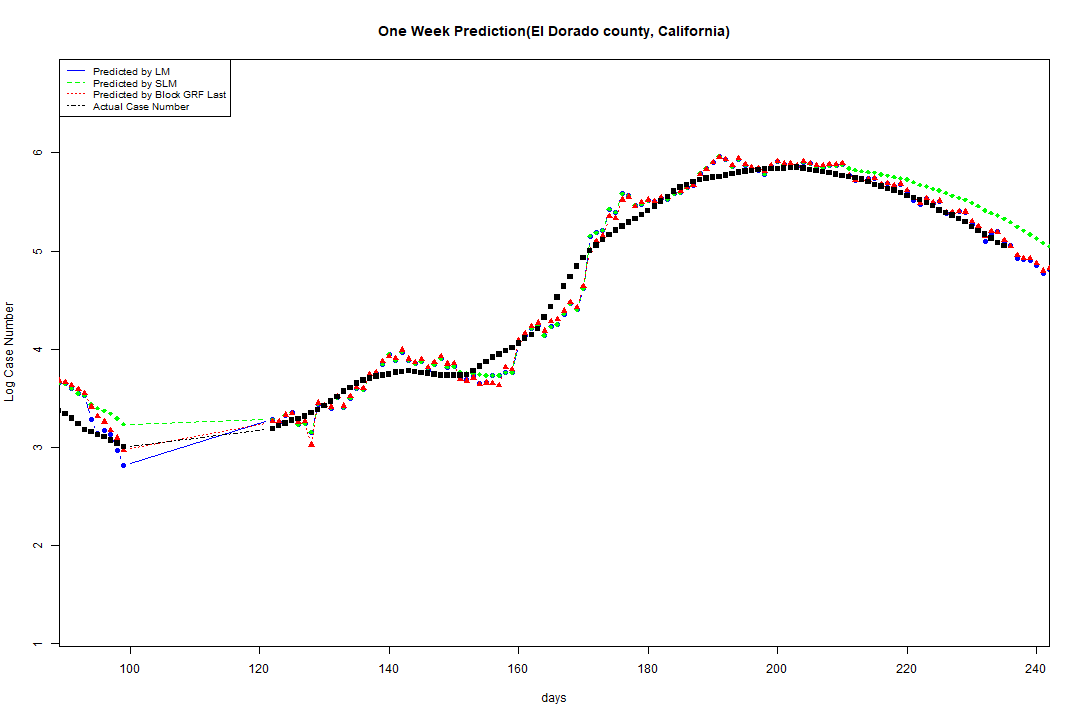 One Week Prediction(El Dorado county, California)
Predicted by LM
Predicted by SLM
Predicted by Block GRF Last
Actual Case Number
Log Case Number
6
5
4
3
2
1
100 120 140 160 180 200 220 240
days